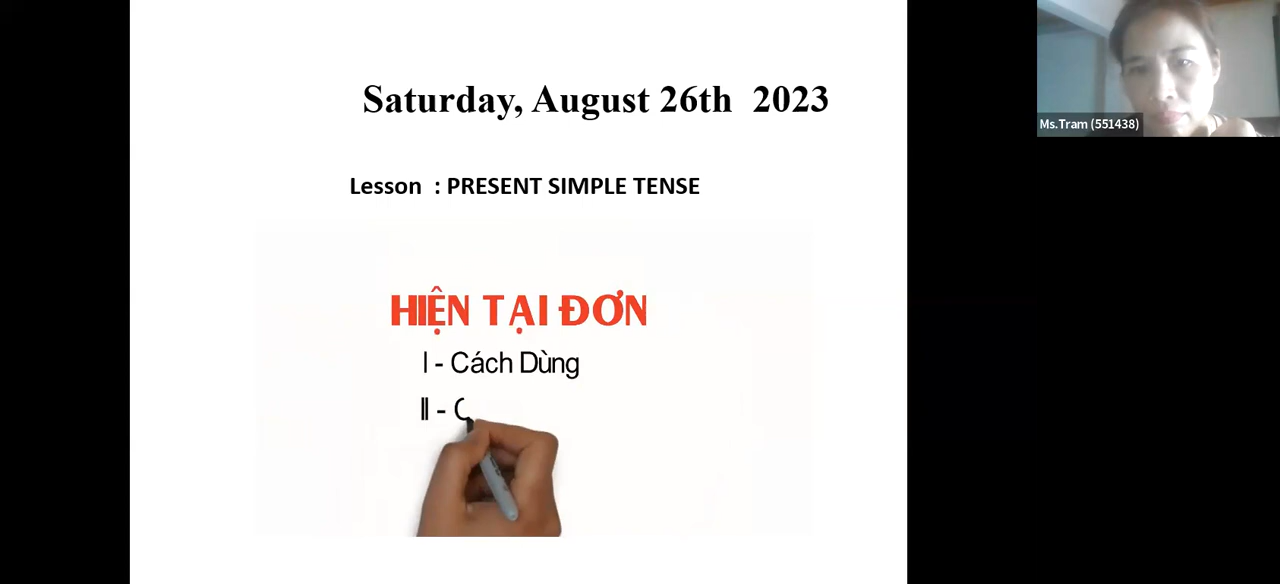 Saturday, August 26th 2023
Ms.Tram (551438)
Lesson : PRESENT SIMPLE TENSE
HIỆN TẠI ĐƠN
I - Cách Dùng
II - C